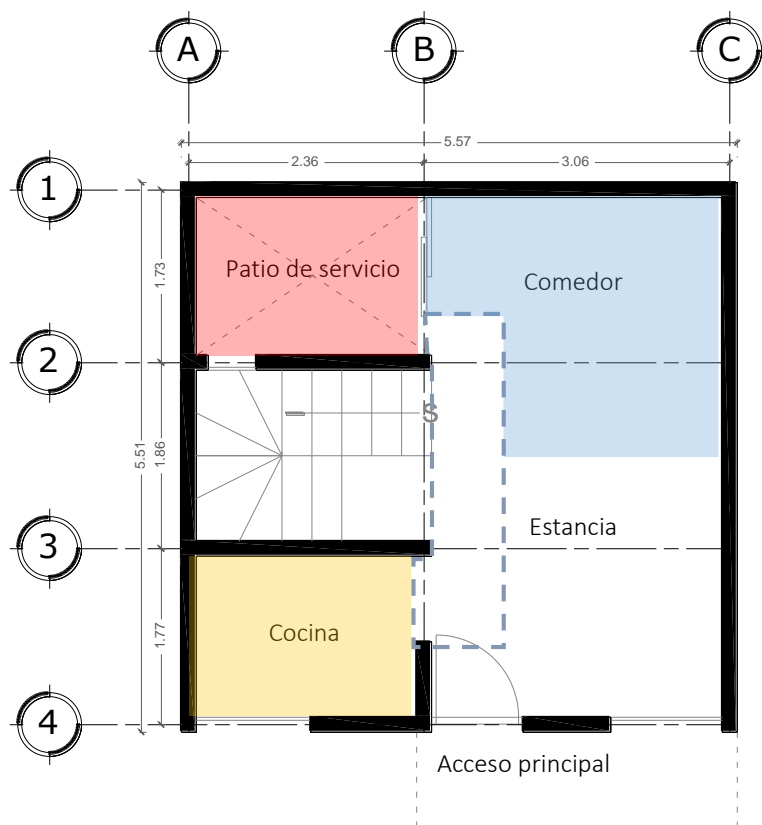 A
B
C
5.57
2.36
3.06
1
Patio de servicio
Comedor
1.73
2
S
5.51
1.86
Estancia
3
Cocina
1.77
4
Acceso principal